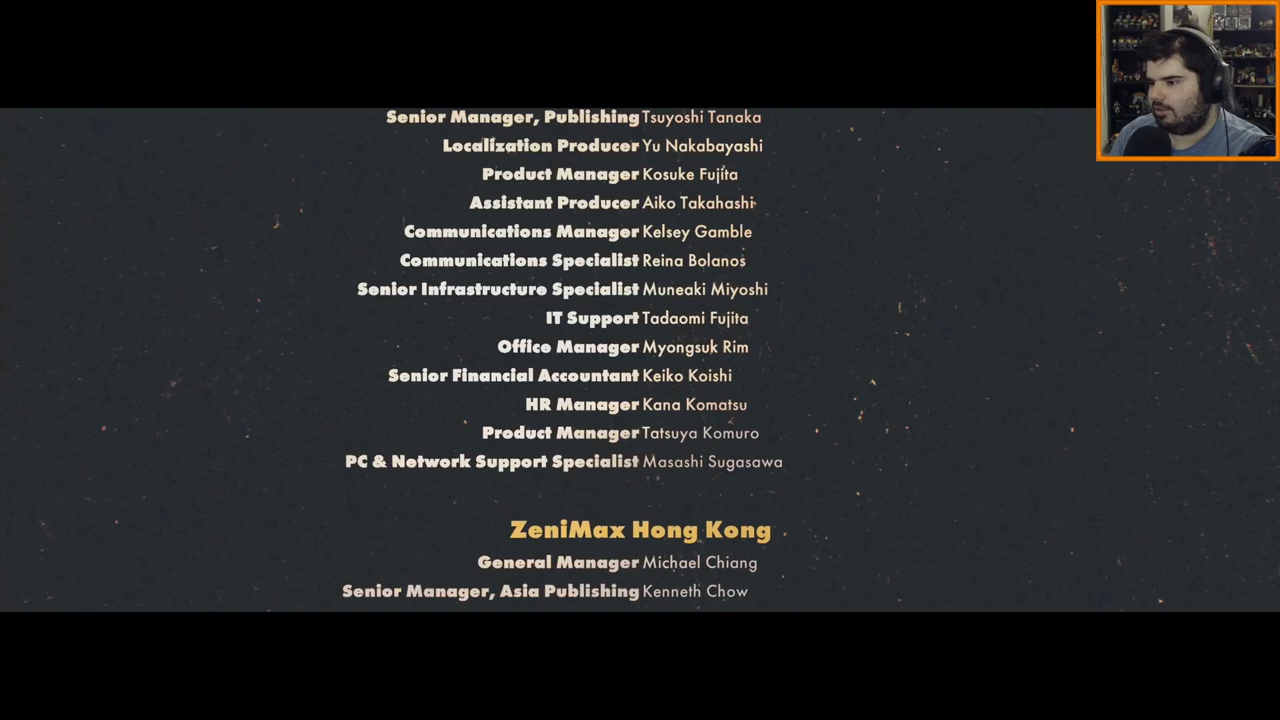 Senior Manager, Publishing Tsuyoshi Tanaka
Localization Producer Yu Nakabayashi
Product Manager Kosuke Fujita
Assistant Producer Aiko Takahashi
Communications Manager Kelsey Gamble
Communications Specialist Reina Bolanos
Senior Infrastructure Specialist Muneaki Miyoshi
IT Support Tadaomi Fujita
Office Manager Myongsuk Rim
Senior Financial Accountant Keiko Koishi
HR Manager Kana Komatsu
Product Manager Tatsuya Komuro
PC & Network Support Specialist Masashi Sugasawa
ZeniMax Hong Kong
General Manager Michael Chiang
Senior Manager, Asia Publishing Kenneth Chow